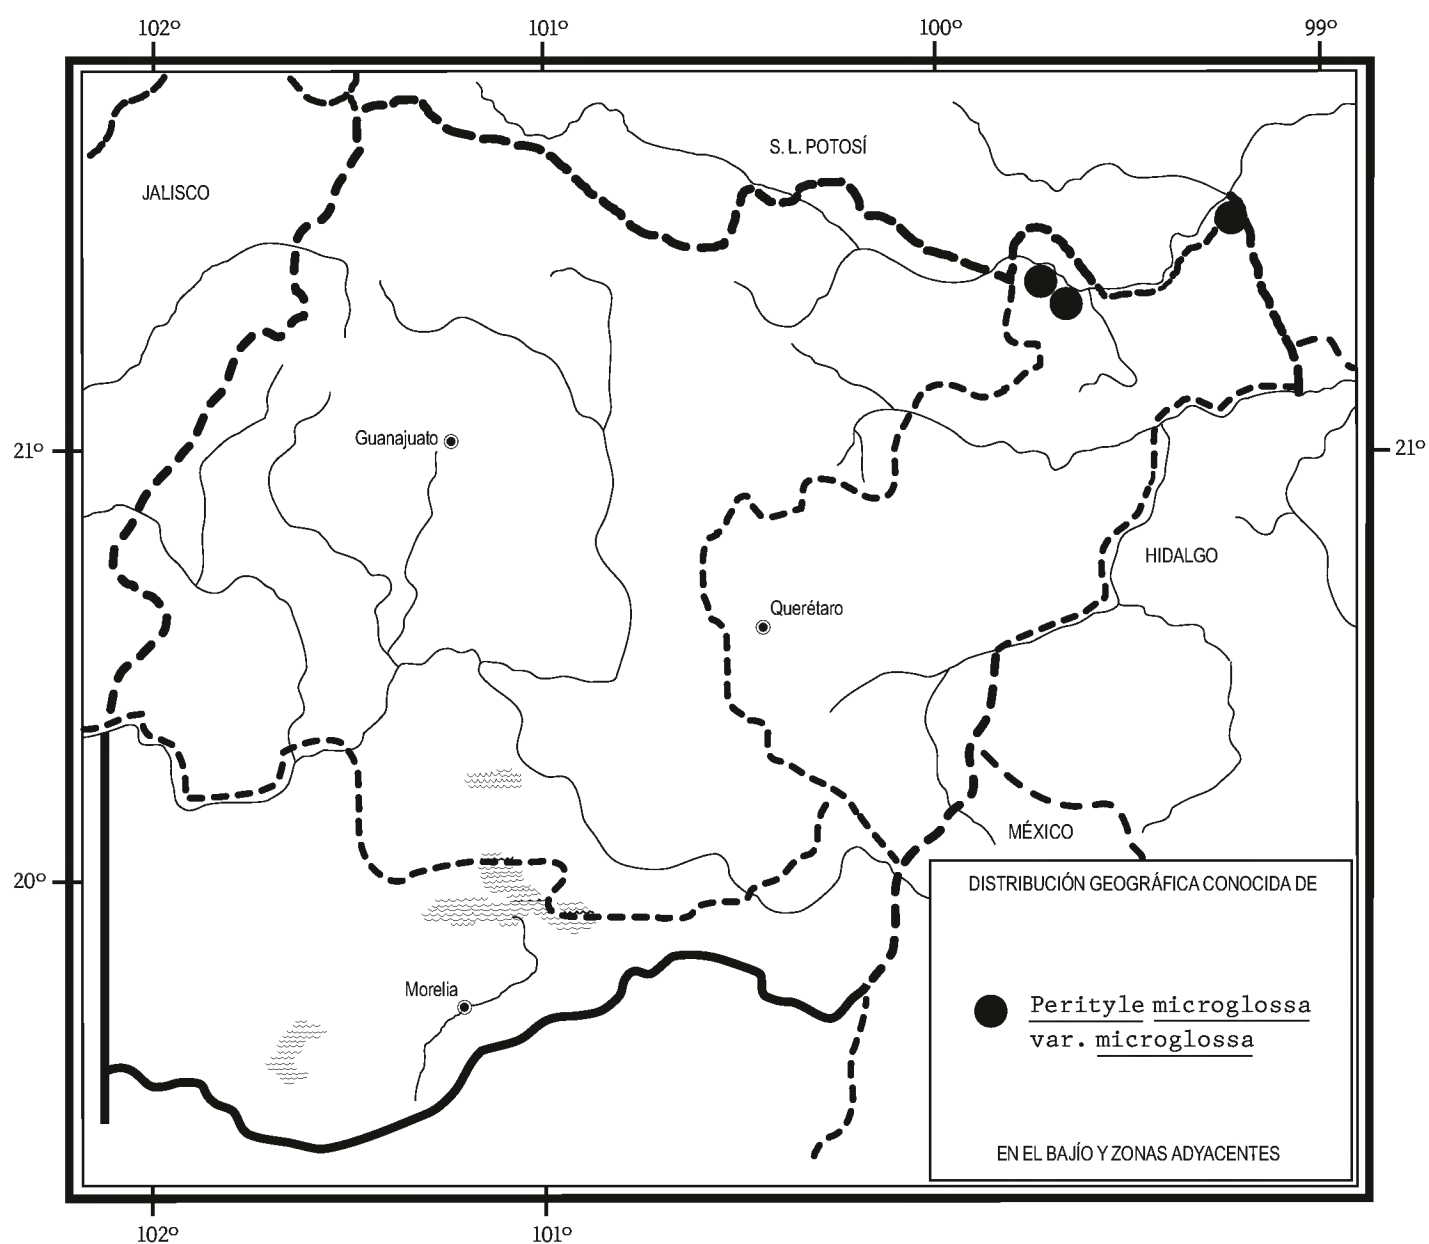 102º 101º 100º 99º
S. L. POTOSÍ
JALISCO
Guanajuato
21º 21º
HIDALGO
Querétaro
MÉXICO
20º
DISTRIBUCIÓN GEOGRÁFICA CONOCIDA DE
Morelia
Perityle microglossa
var. microglossa
EN EL BAJÍO Y ZONAS ADYACENTES
102º 101º